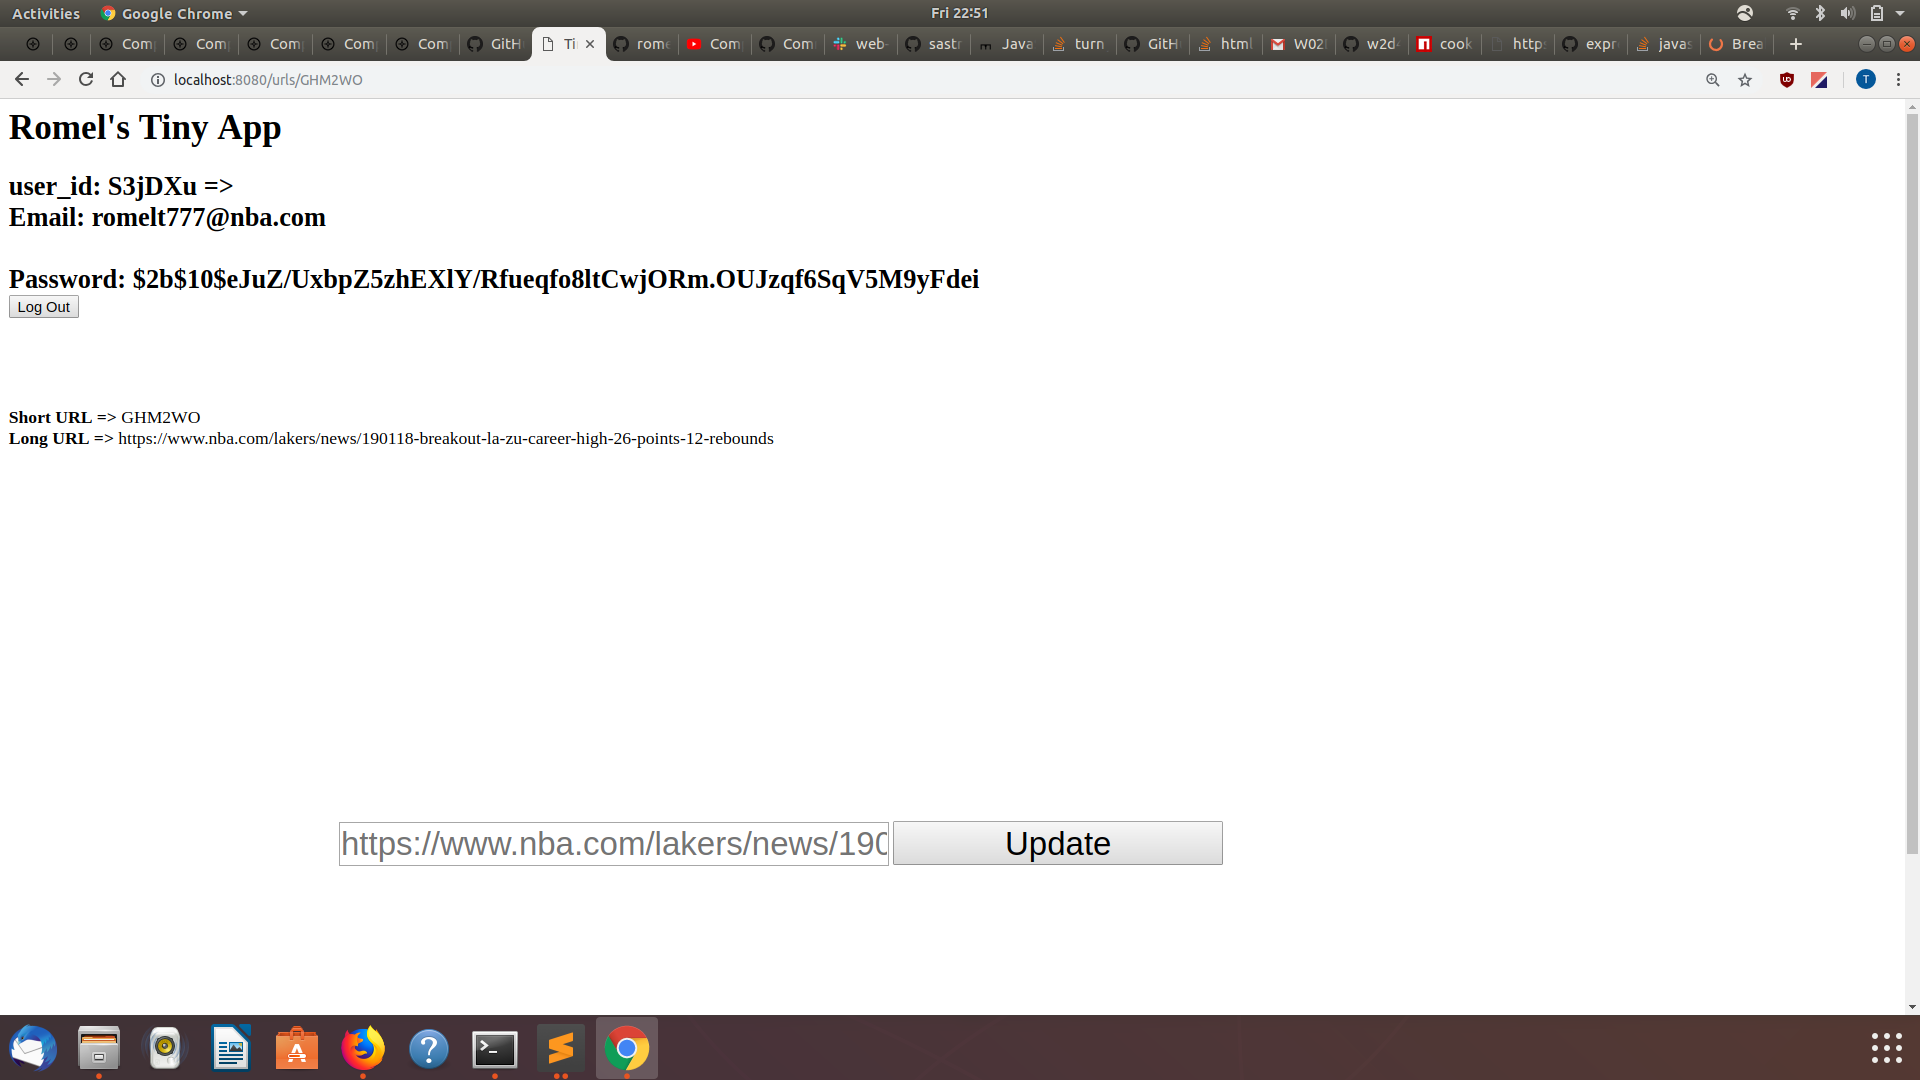 Activities Google Chrome Fri 22:51
Com Com Com Com Com GitH Ti rome Com Com web- sast Java turn GitH html W02 w2d cook http expr javas Brea
localhost:8080/urls/GHM2WO T
Romel's Tiny App
user_id: S3jDXu =>
Email: romelt777@nba.com
Password: $2b$10$eJuZ/UxbpZ5zhEXlY/Rfueqfo8ltCwjORm.OUJzqf6SqV5M9yFdei
Log Out
Short URL => GHM2WO
Long URL => https://www.nba.com/lakers/news/190118-breakout-la-zu-career-high-26-points-12-rebounds
https://www.nba.com/lakers/news/190 Update